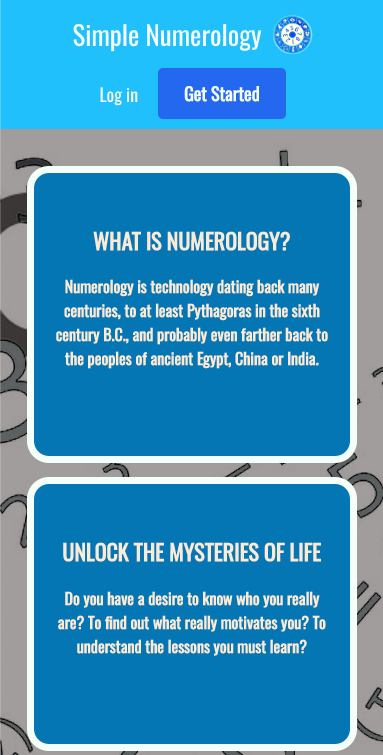 Simple Numerology
Log in
Get Started
WHAT IS NUMEROLOGY?
Numerology is technology dating back many
centuries, to at least Pythagoras in the sixth
century B.C., and probably even farther back to
the peoples of ancient Egypt, China or India.
UNLOCK THE MYSTERIES OF LIFE
Do you have a desire to know who you really
are? To find out what really motivates you? To
understand the lessons you must learn?